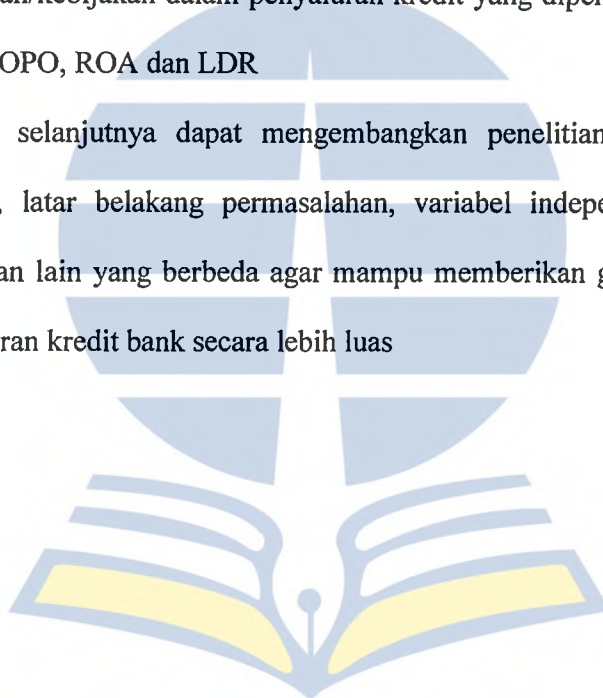 an/kebijakan dalam penyaluran kredit yang dipen
OPO, ROA dan LDR
selanjutnya dapat mengembangkan penelitian
, latar belakang permasalahan, variabel indepe
an lain yang berbeda agar mampu memberikan g
ran kredit bank secara lebih luas